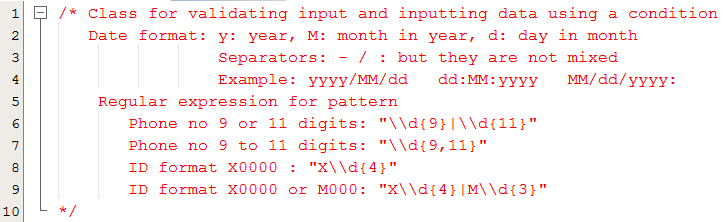 1 /* Class for validating input and inputting data using a condition
2 Date format: y: year, M: month in year, d: day in month
3 Separators: - / : but they are not mixed
4 Example: yyyy/MM/dd dd:MM:yyyy MM/dd/yyyy:
5 Regular expression for pattern
6 Phone no 9 or 11 digits: "\\d{9}|\\d{11}"
7 Phone no 9 to 11 digits: "\\d{9,11}"
8 ID format X0000 : "X\\d{4}"
9 ID format X0000 or M000: "X\\d{4}|M\\d{3}"
10 */